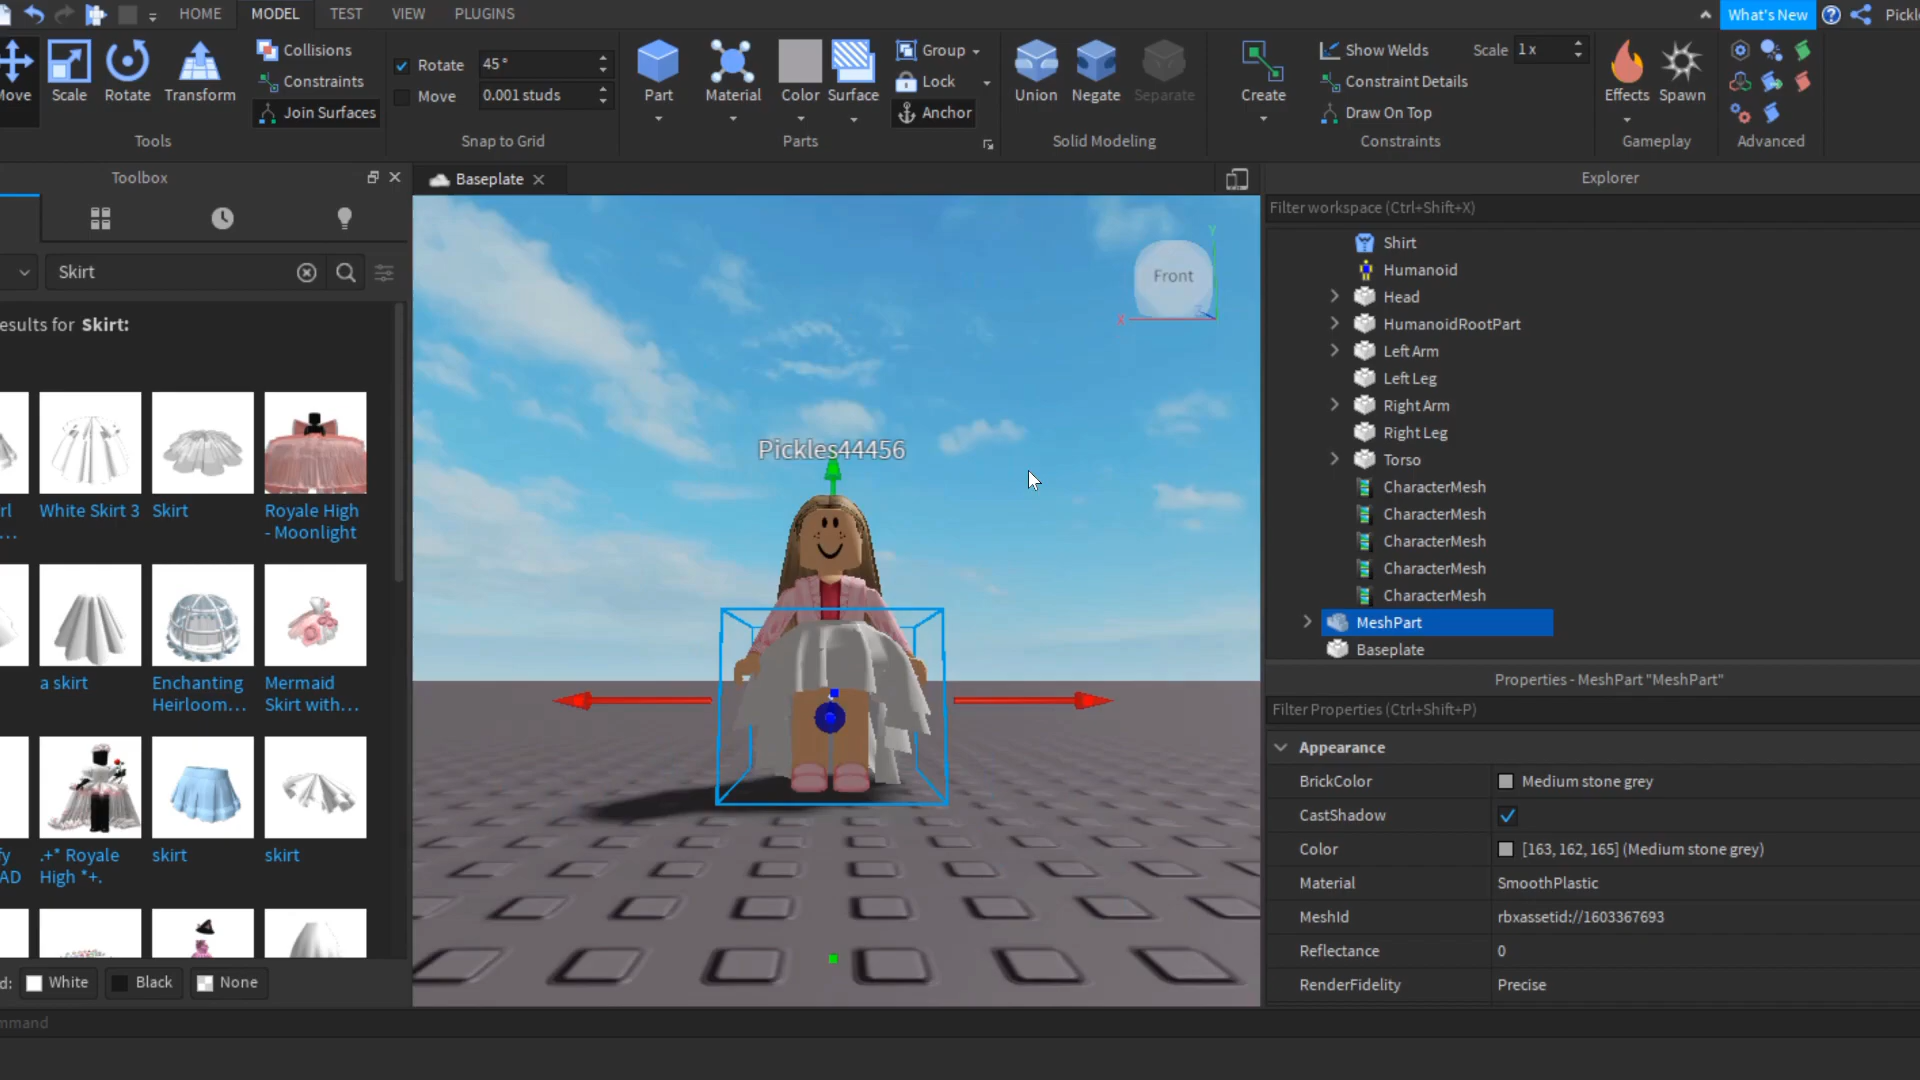 HOME
MODEL
TEST
VIEW
PLUGINS
What's New
Move
Scale
Rotate
Transform
Collisions
Constraints
Join Surfaces
Tools
Rotate 45°
Move 0.001 studs
Snap to Grid
Part
Material
Color
Surface
Group
Lock
Anchor
Parts
Union
Negate
Separate
Solid Modeling
Create
Show Welds
Scale 1 x
Constraint Details
Draw On Top
Constraints
Effects
Spawn
Gameplay
Advanced
Toolbox
Skirt
esults for Skirt:
White Skirt 3
Skirt
Royale High
- Moonlight
a skirt
Enchanting
Heirloom...
Mermaid
Skirt with...
.+* Royale
High *+.
skirt
skirt
White
Black
None
mmand
Baseplate
Front
Pickles44456
Explorer
Filter workspace (Ctrl+Shift+X)
Shirt
Humanoid
Head
HumanoidRootPart
Left Arm
Left Leg
Right Arm
Right Leg
Torso
CharacterMesh
CharacterMesh
CharacterMesh
CharacterMesh
CharacterMesh
MeshPart
Baseplate
Properties - MeshPart "MeshPart"
Filter Properties (Ctrl+Shift+P)
Appearance
BrickColor Medium stone grey
CastShadow
Color [163, 162, 165] (Medium stone grey)
Material SmoothPlastic
MeshId rbxassetid://1603367693
Reflectance 0
RenderFidelity Precise